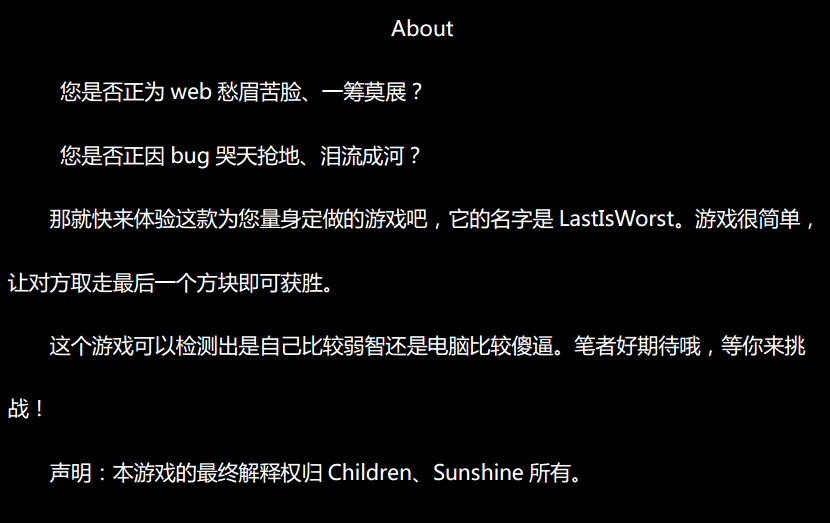 About
您是否正为 web 愁眉苦脸、一筹莫展？
您是否正因 bug 哭天抢地、泪流成河？
那就快来体验这款为您量身定做的游戏吧，它的名字是 LastIsWorst。游戏很简单，
让对方取走最后一个方块即可获胜。
这个游戏可以检测出是自己比较弱智还是电脑比较傻逼。笔者好期待哦，等你来挑
战！
声明：本游戏的最终解释权归 Children、Sunshine 所有。